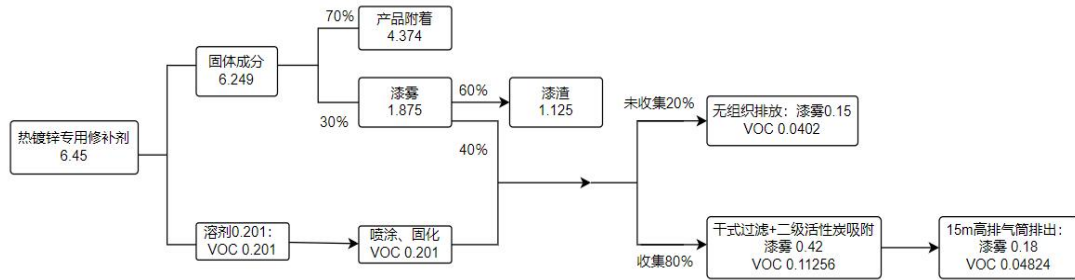 热镀锌专用修补剂
6.45
固体成分
6.249
70%
产品附着
4.374
30%
漆雾
1.875
60%
漆渣
1.125
40%
溶剂0.201:
VOC 0.201
喷涂、固化
VOC 0.201
未收集20%
无组织排放：漆雾0.15
VOC 0.0402
收集80%
干式过滤+二级活性炭吸附
漆雾 0.42
VOC 0.11256
15m高排气筒排出：
漆雾 0.18
VOC 0.04824